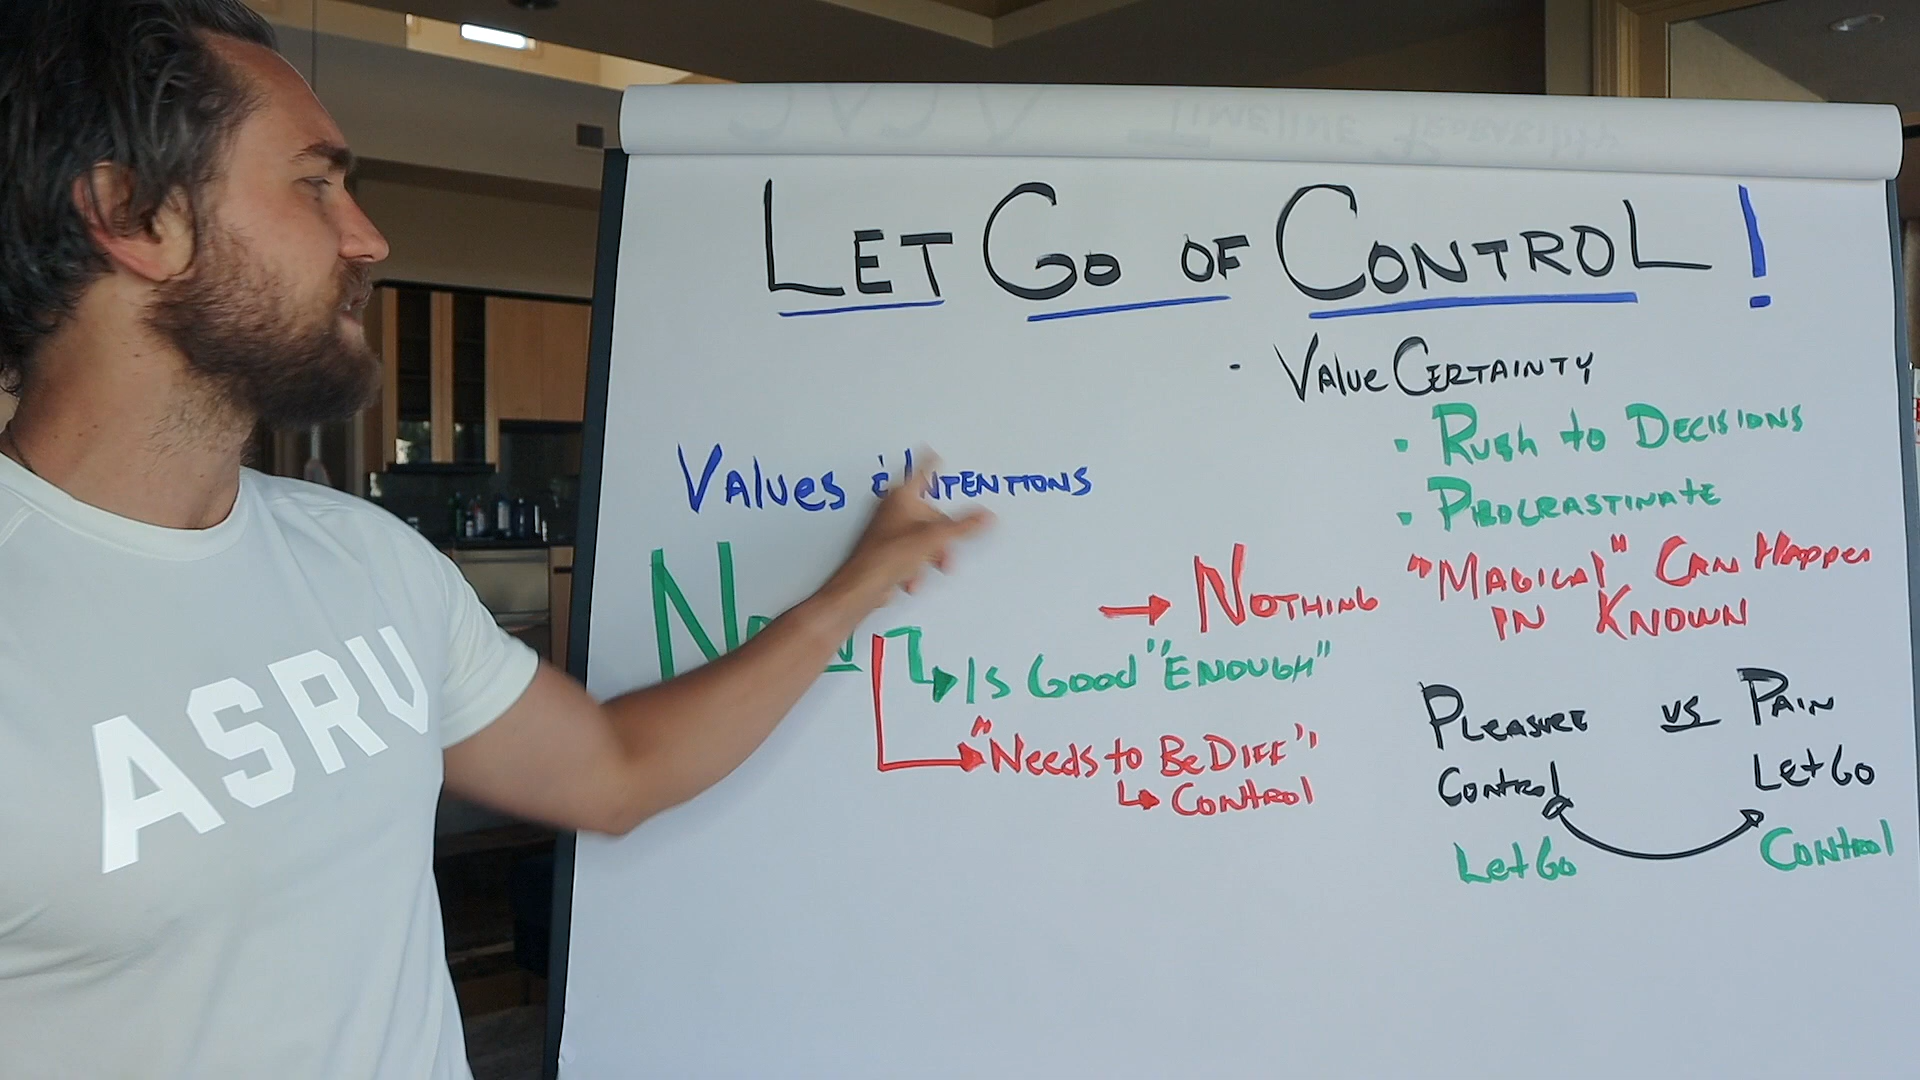 LET GO OF CONTROL!
• VALUE CERTAINTY
• RUSH to DECISIONS
• PROCRASTINATE
"MAGICAL" CAN HAPPEN
IN KNOWN
VALUES & INTENTIONS
→ NOTHING
IS GOOD "ENOUGH"
"NEEDS to BE DIFF"
↳ CONTROL
PLEASURE VS PAIN
CONTROL LET GO
LET GO CONTROL
ASRV